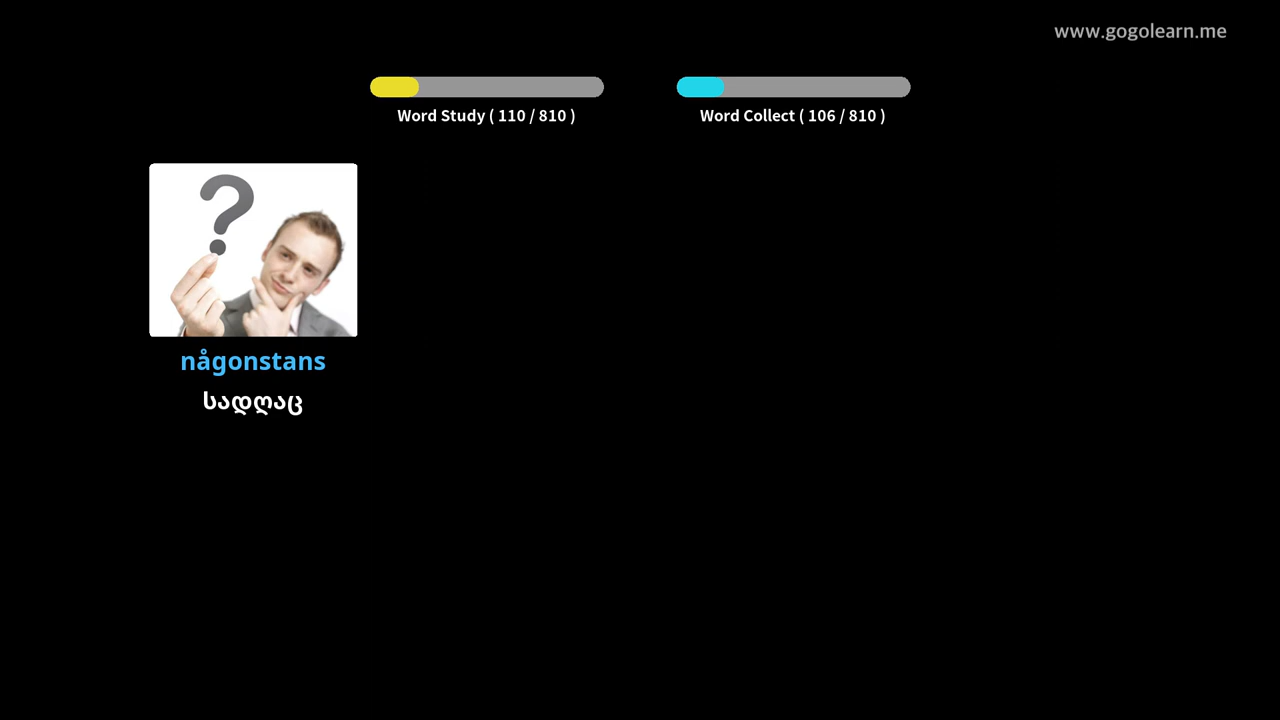 www.gogolearn.me
Word Study ( 110 / 810 )
Word Collect ( 106 / 810 )
?
någonstans
სადღაც